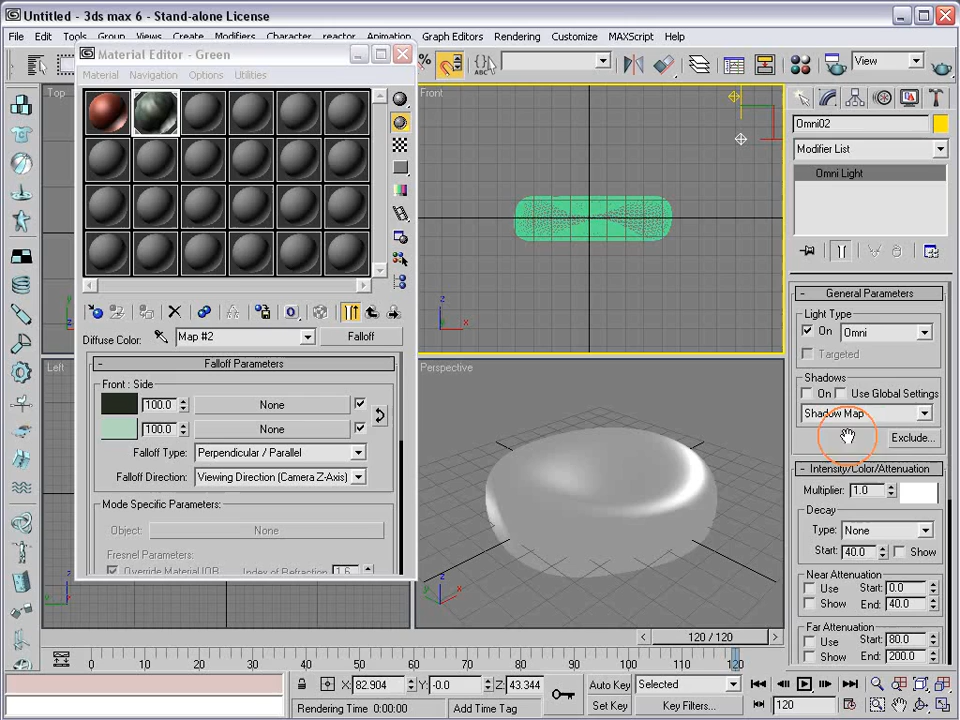 Untitled - 3ds max 6 - Stand-alone License
File Edit Tools Group Views Create Modifiers Character reactor Animation Graph Editors Rendering Customize MAXScript Help
Material Editor - Green
Material Navigation Options Utilities
% ABC View
Top
Front
Omni02
Modifier List
Omni Light
z
x
General Parameters
Light Type
On Omni
Targeted
Shadows
On Use Global Settings
Shadow Map
Exclude...
Diffuse Color: Map #2 Falloff
- Falloff Parameters
Front : Side
100.0 None
100.0 None
Falloff Type: Perpendicular / Parallel
Falloff Direction: Viewing Direction (Camera Z-Axis)
Mode Specific Parameters:
Object: None
Fresnel Parameters:
Override Material IOR Index of Refraction 1.6
Left
Perspective
z
y
x
Intensity/Color/Attenuation
Multiplier: 1.0
Decay
Type: None
Start: 40.0 Show
Near Attenuation
Use Start: 0.0
Show End: 40.0
Far Attenuation
Use Start: 80.0
Show End: 200.0
< 120 / 120 >
0 10 20 30 40 50 60 70 80 90 100 110 120
X: 82.904 Y: -0.0 Z: 43.344 Auto Key Selected
Rendering Time 0:00:00 Add Time Tag Set Key Key Filters... 120